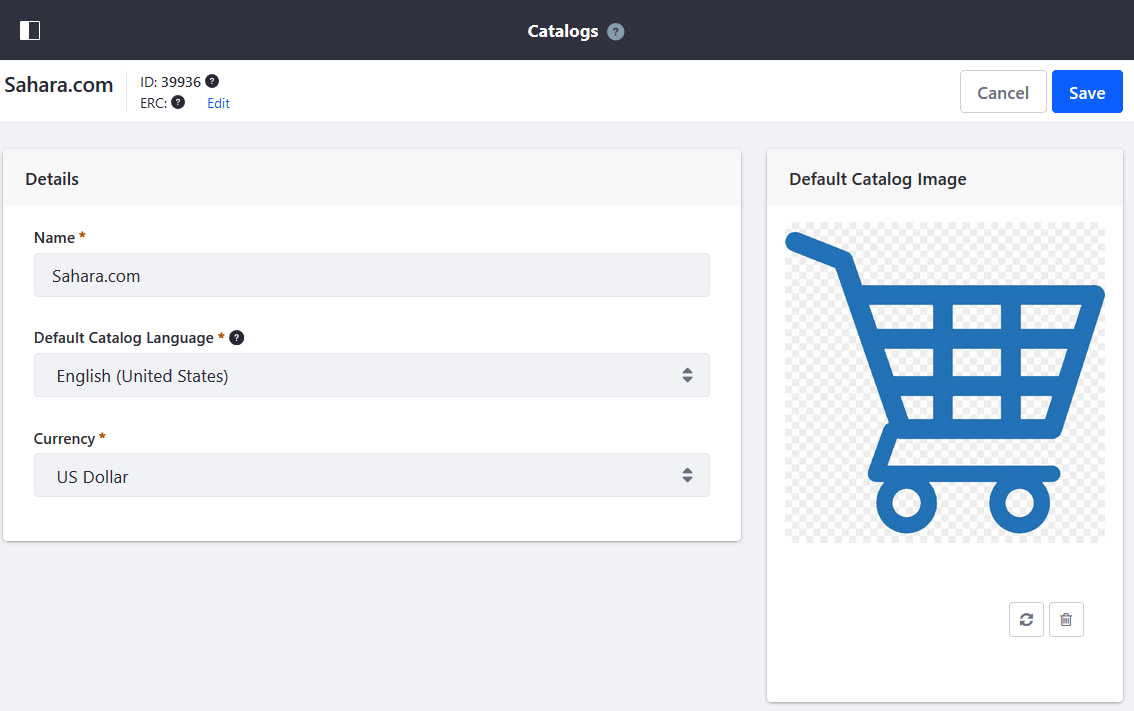 Catalogs ?
Sahara.com
ID: 39936 ?
ERC: ? Edit
Cancel
Save
Details
Name *
Sahara.com
Default Catalog Language * ?
English (United States)
Currency *
US Dollar
Default Catalog Image